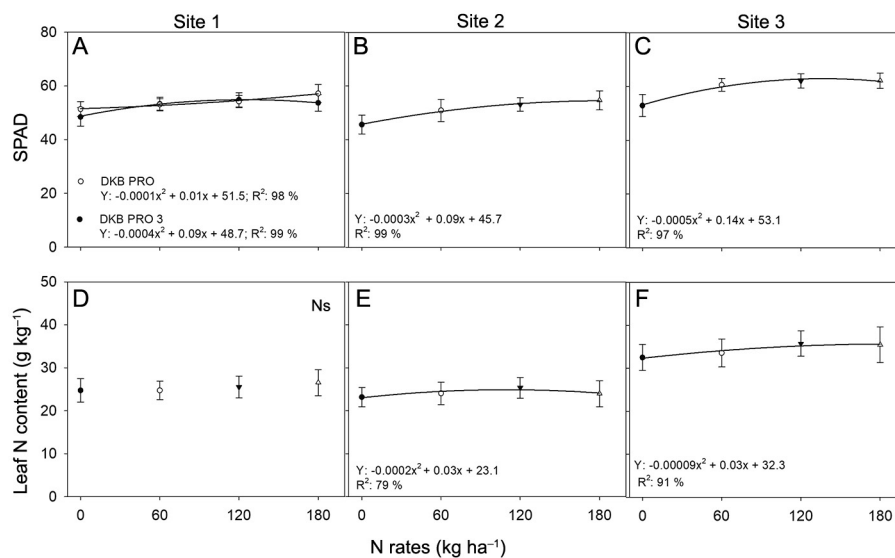 Site 1
Site 2
Site 3
A
B
C
SPAD
80
60
40
20
0
DKB PRO
Y: -0.0001x² + 0.01x + 51.5; R²: 98 %
DKB PRO 3
Y: -0.0004x² + 0.09x + 48.7; R²: 99 %
Y: -0.0003x² + 0.09x + 45.7
R²: 99 %
Y: -0.0005x² + 0.14x + 53.1
R²: 97 %
D
Ns
E
F
Leaf N content (g kg⁻¹)
50
40
30
20
10
0
Y: -0.0002x² + 0.03x + 23.1
R²: 79 %
Y: -0.00009x² + 0.03x + 32.3
R²: 91 %
0 60 120 180
0 60 120 180
0 60 120 180
N rates (kg ha⁻¹)